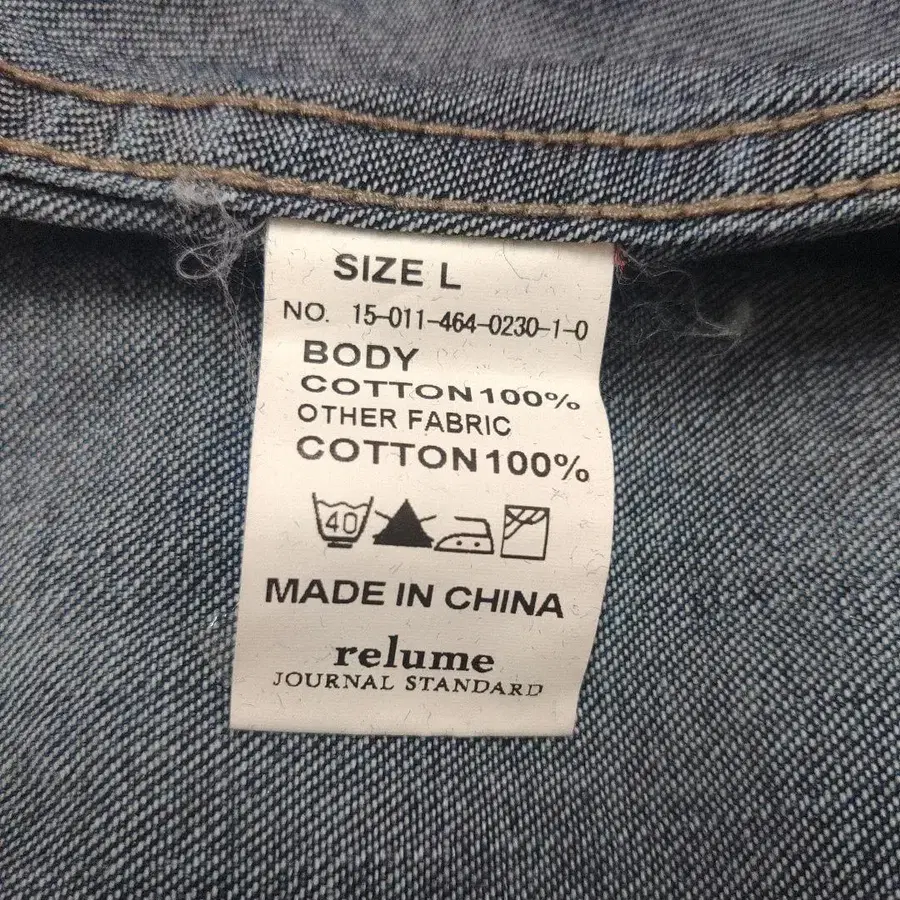 SIZE L
NO. 15-011-464-0230-1-0
BODY
COTTON100%
OTHER FABRIC
COTTON100%
40
MADE IN CHINA
relume
JOURNAL STANDARD